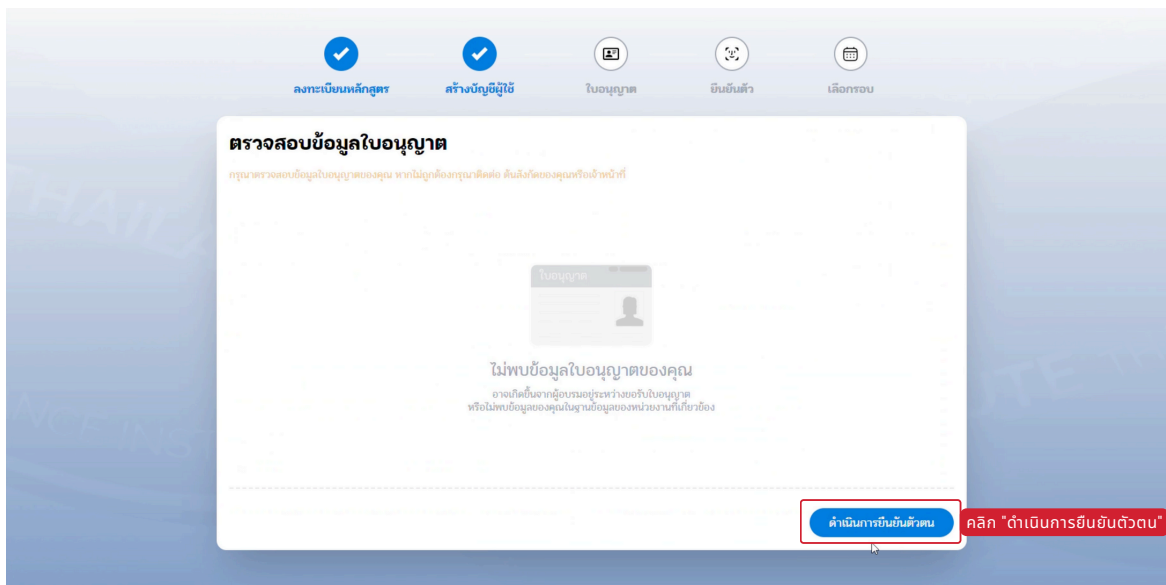 ลงทะเบียนหลักสูตร
สร้างบัญชีผู้ใช้
ใบอนุญาต
ยืนยันตัว
เลือกรอบ
ตรวจสอบข้อมูลใบอนุญาต
กรุณาตรวจสอบข้อมูลใบอนุญาตของคุณ หากไม่ถูกต้องกรุณาติดต่อ ต้นสังกัดของคุณหรือเจ้าหน้าที่
ใบอนุญาต
ไม่พบข้อมูลใบอนุญาตของคุณ
อาจเกิดขึ้นจากผู้อบรมอยู่ระหว่างขอรับใบอนุญาต
หรือไม่พบข้อมูลของคุณในฐานข้อมูลของหน่วยงานที่เกี่ยวข้อง
ดำเนินการยืนยันตัวตน
คลิก "ดำเนินการยืนยันตัวตน"